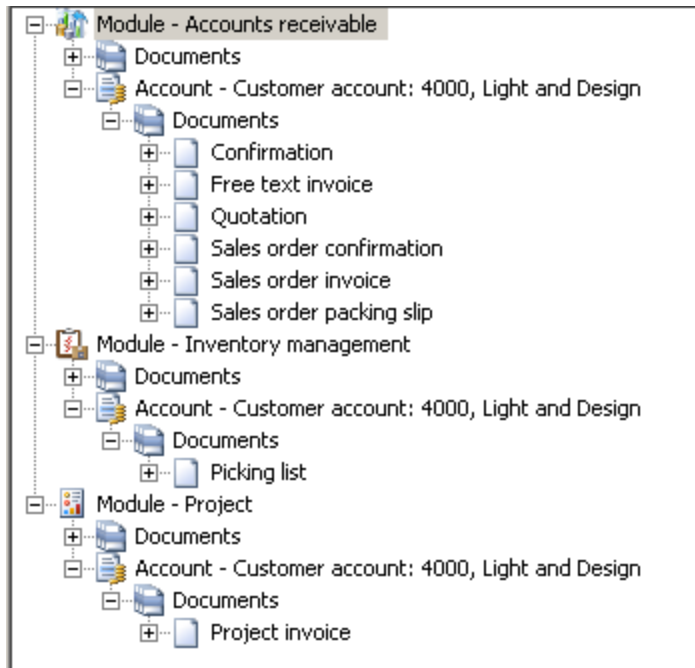 Module - Accounts receivable
Documents
Account - Customer account: 4000, Light and Design
Documents
Confirmation
Free text invoice
Quotation
Sales order confirmation
Sales order invoice
Sales order packing slip
Module - Inventory management
Documents
Account - Customer account: 4000, Light and Design
Documents
Picking list
Module - Project
Documents
Account - Customer account: 4000, Light and Design
Documents
Project invoice